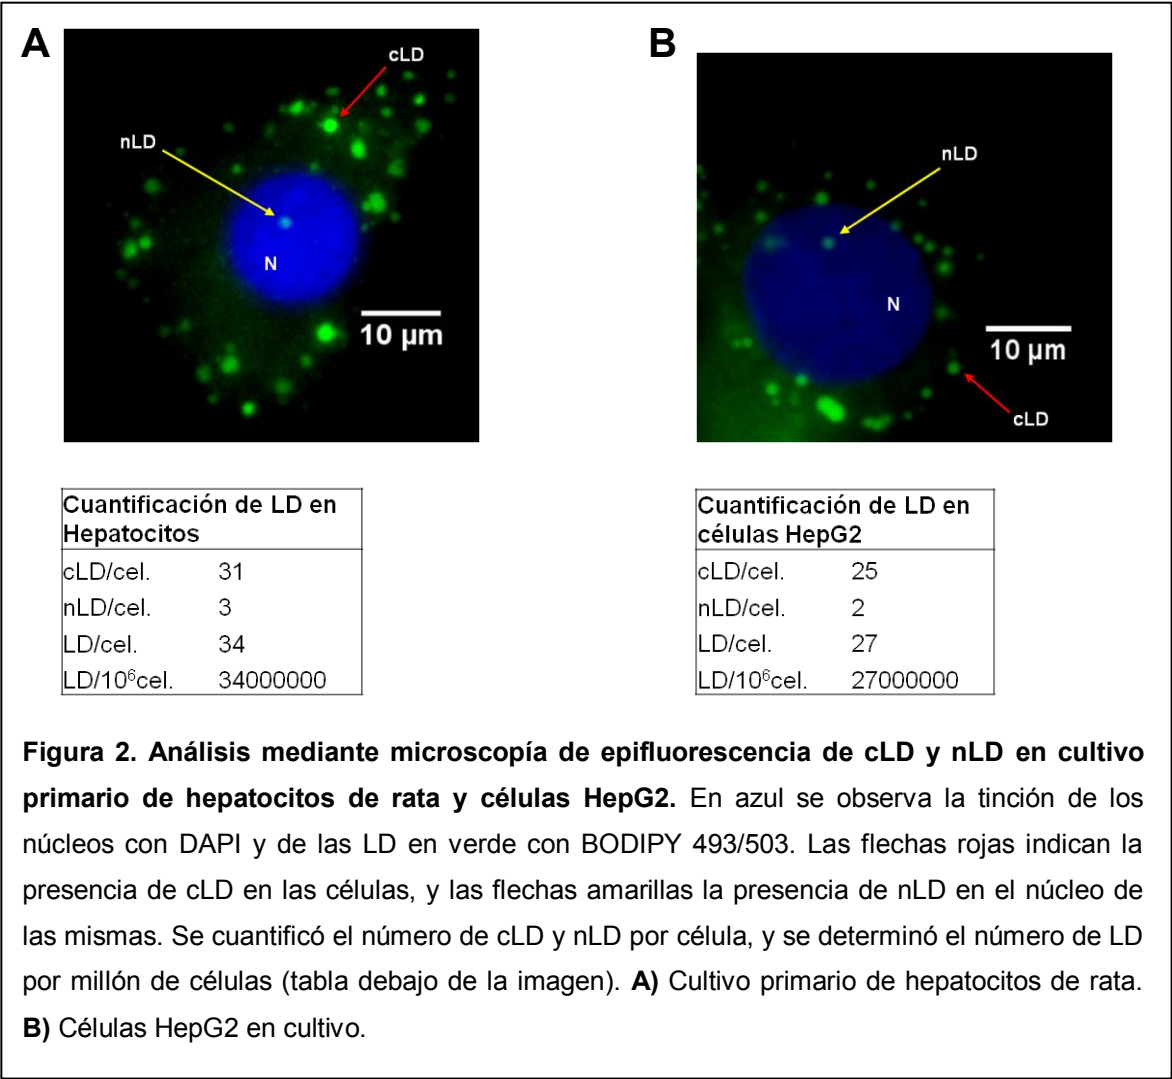 A
cLD
nLD
N
10 µm
B
nLD
N
10 µm
cLD
Cuantificación de LD en
Hepatocitos
cLD/cel. 31
nLD/cel. 3
LD/cel. 34
LD/10⁶cel. 34000000
Cuantificación de LD en
células HepG2
cLD/cel. 25
nLD/cel. 2
LD/cel. 27
LD/10⁶cel. 27000000
Figura 2. Análisis mediante microscopía de epifluorescencia de cLD y nLD en cultivo
primario de hepatocitos de rata y células HepG2. En azul se observa la tinción de los
núcleos con DAPI y de las LD en verde con BODIPY 493/503. Las flechas rojas indican la
presencia de cLD en las células, y las flechas amarillas la presencia de nLD en el núcleo de
las mismas. Se cuantificó el número de cLD y nLD por célula, y se determinó el número de LD
por millón de células (tabla debajo de la imagen). A) Cultivo primario de hepatocitos de rata.
B) Células HepG2 en cultivo.